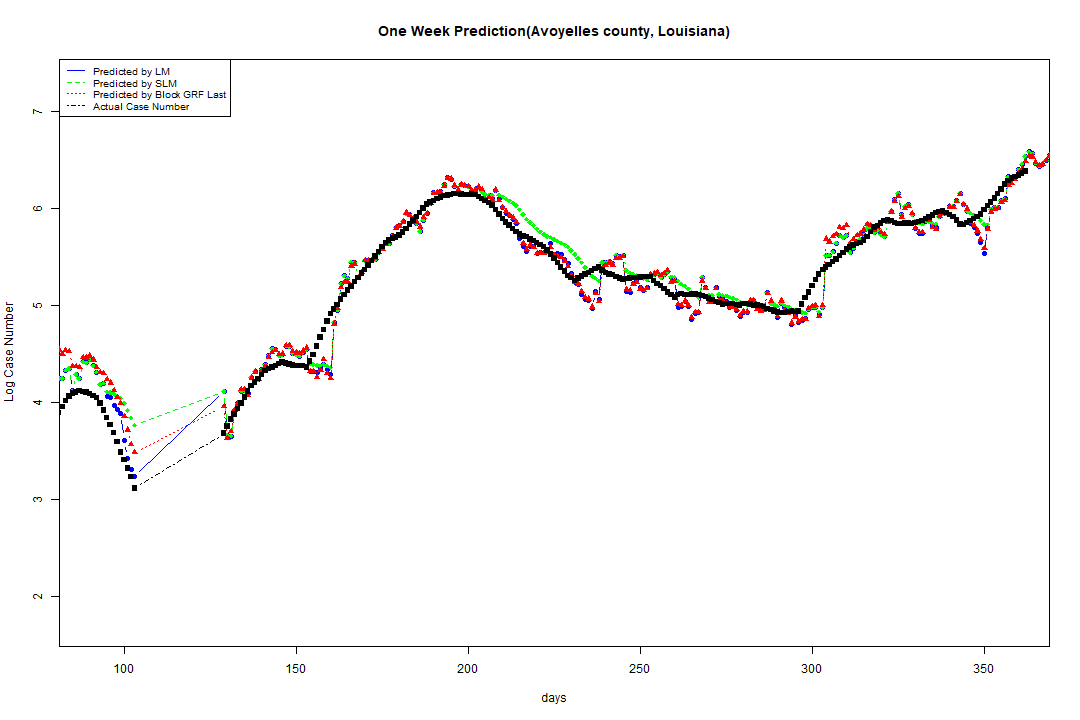 One Week Prediction(Avoyelles county, Louisiana)
Predicted by LM
Predicted by SLM
Predicted by Block GRF Last
Actual Case Number
Log Case Number
7
6
5
4
3
2
100 150 200 250 300 350
days